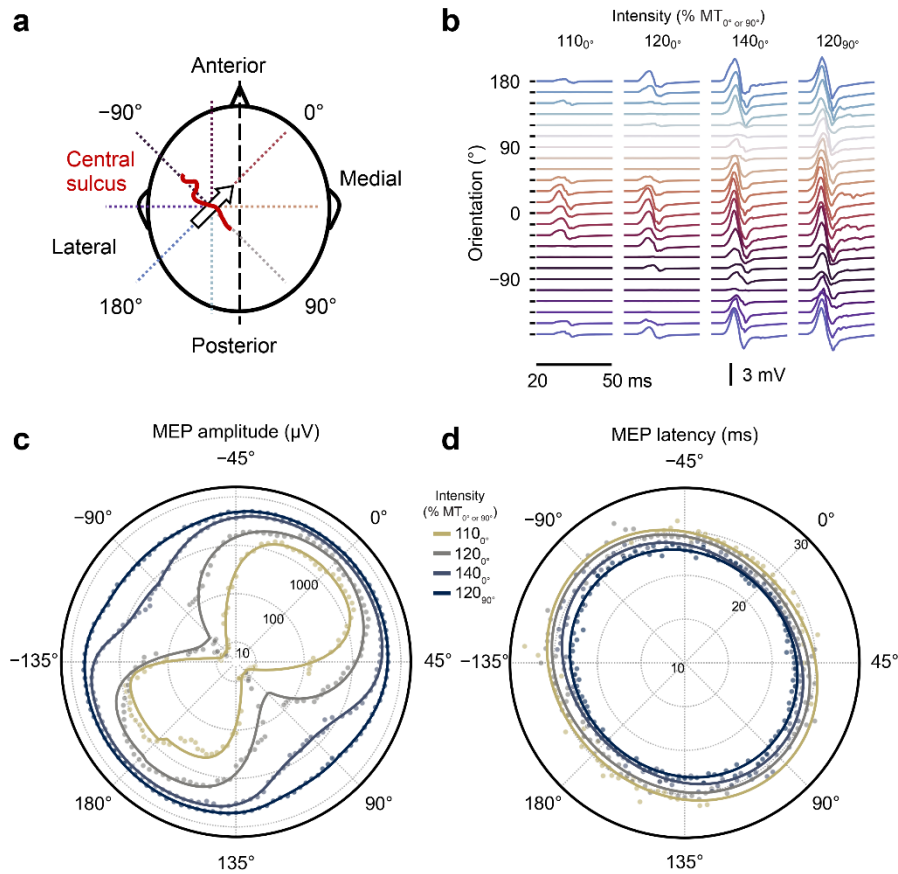 a
Anterior
−90°
0°
Central
sulcus
Medial
Lateral
180°
90°
Posterior
b
Intensity (% MT0° or 90°)
1100°
1200°
1400°
12090°
Orientation (°)
180
90
0
−90
20
50 ms
3 mV
c
MEP amplitude (µV)
−45°
−90°
0°
1000
100
10
−135°
45°
180°
90°
135°
Intensity
(% MT0° or 90°)
1100°
1200°
1400°
12090°
d
MEP latency (ms)
−45°
−90°
0°
30
20
10
−135°
45°
180°
90°
135°